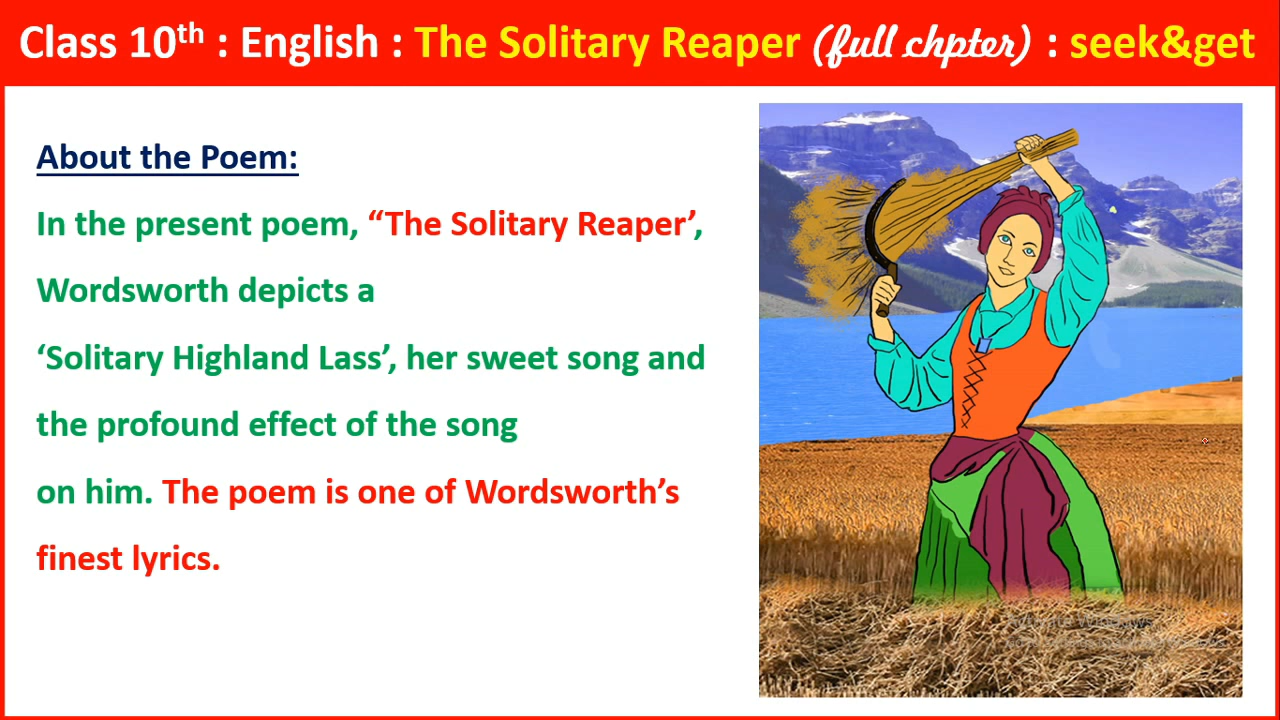 Class 10th : English : The Solitary Reaper (full chpter) : seek&get
About the Poem:
In the present poem, “The Solitary Reaper’,
Wordsworth depicts a
‘Solitary Highland Lass’, her sweet song and
the profound effect of the song
on him. The poem is one of Wordsworth’s
finest lyrics.